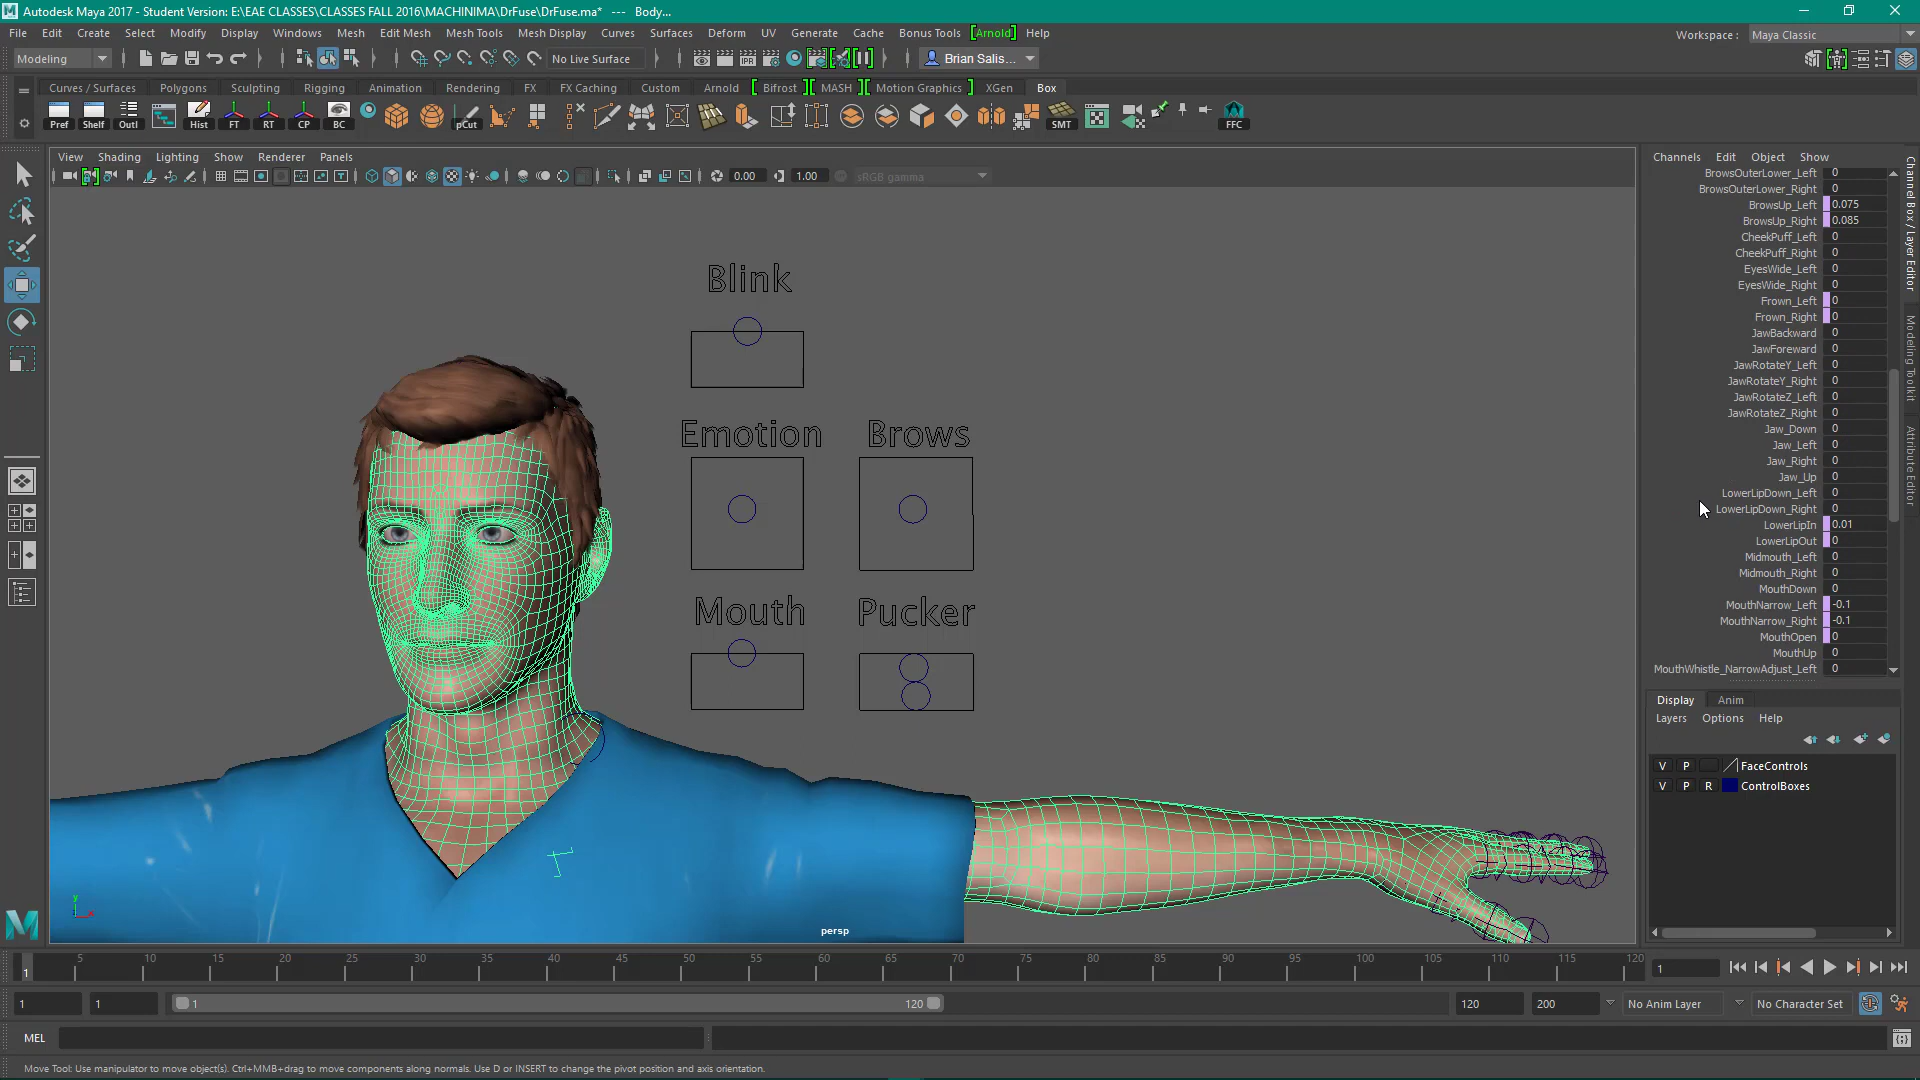 Autodesk Maya 2017 - Student Version: E:\EAE CLASSES\CLASSES FALL 2016\MACHINIMA\DrFuse\DrFuse.ma*   ---   Body...
File Edit Create Select Modify Display Windows Mesh Edit Mesh Mesh Tools Mesh Display Curves Surfaces Deform UV Generate Cache Bonus Tools [Arnold] Help
Workspace : Maya Classic
Modeling No Live Surface IPR Brian Salis...
Curves / Surfaces Polygons Sculpting Rigging Animation Rendering FX FX Caching Custom Arnold [ Bifrost ] [ MASH ] [ Motion Graphics ] XGen Box
Pref Shelf Outl Hist FT RT CP BC pCut SMT FFC
View Shading Lighting Show Renderer Panels
0.00 1.00 sRGB gamma
Blink
Emotion Brows
Mouth Pucker
persp
Channels Edit Object Show
BrowsOuterLower_Left 0
BrowsOuterLower_Right 0
BrowsUp_Left 0.075
BrowsUp_Right 0.085
CheekPuff_Left 0
CheekPuff_Right 0
EyesWide_Left 0
EyesWide_Right 0
Frown_Left 0
Frown_Right 0
JawBackward 0
JawForeward 0
JawRotateY_Left 0
JawRotateY_Right 0
JawRotateZ_Left 0
JawRotateZ_Right 0
Jaw_Down 0
Jaw_Left 0
Jaw_Right 0
Jaw_Up 0
LowerLipDown_Left 0
LowerLipDown_Right 0
LowerLipIn 0.01
LowerLipOut 0
Midmouth_Left 0
Midmouth_Right 0
MouthDown 0
MouthNarrow_Left -0.1
MouthNarrow_Right -0.1
MouthOpen 0
MouthUp 0
MouthWhistle_NarrowAdjust_Left 0
Channel Box / Layer Editor
Modeling Toolkit
Attribute Editor
Display Anim
Layers Options Help
V P FaceControls
V P R ControlBoxes
y
x
1 5 10 15 20 25 30 35 40 45 50 55 60 65 70 75 80 85 90 95 100 105 110 115 120
1
1 1 1 120 120 200 No Anim Layer No Character Set
MEL
Move Tool: Use manipulator to move object(s). Ctrl+MMB+drag to move components along normals. Use D or INSERT to change the pivot position and axis orientation.